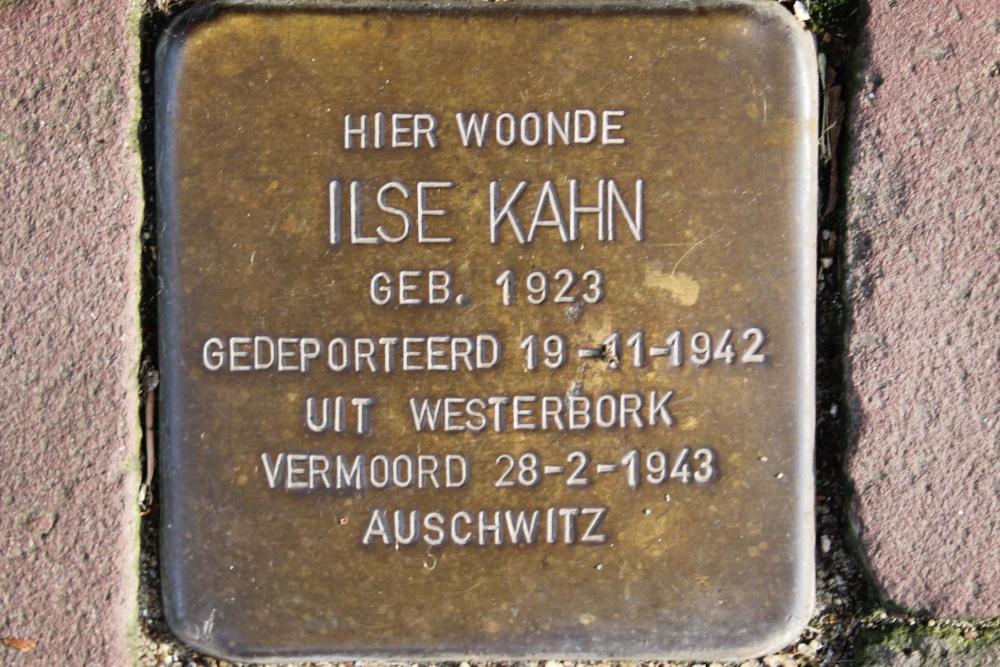 HIER WOONDE
ILSE KAHN
GEB. 1923
GEDEPORTEERD 19-11-1942
UIT WESTERBORK
VERMOORD 28-2-1943
AUSCHWITZ